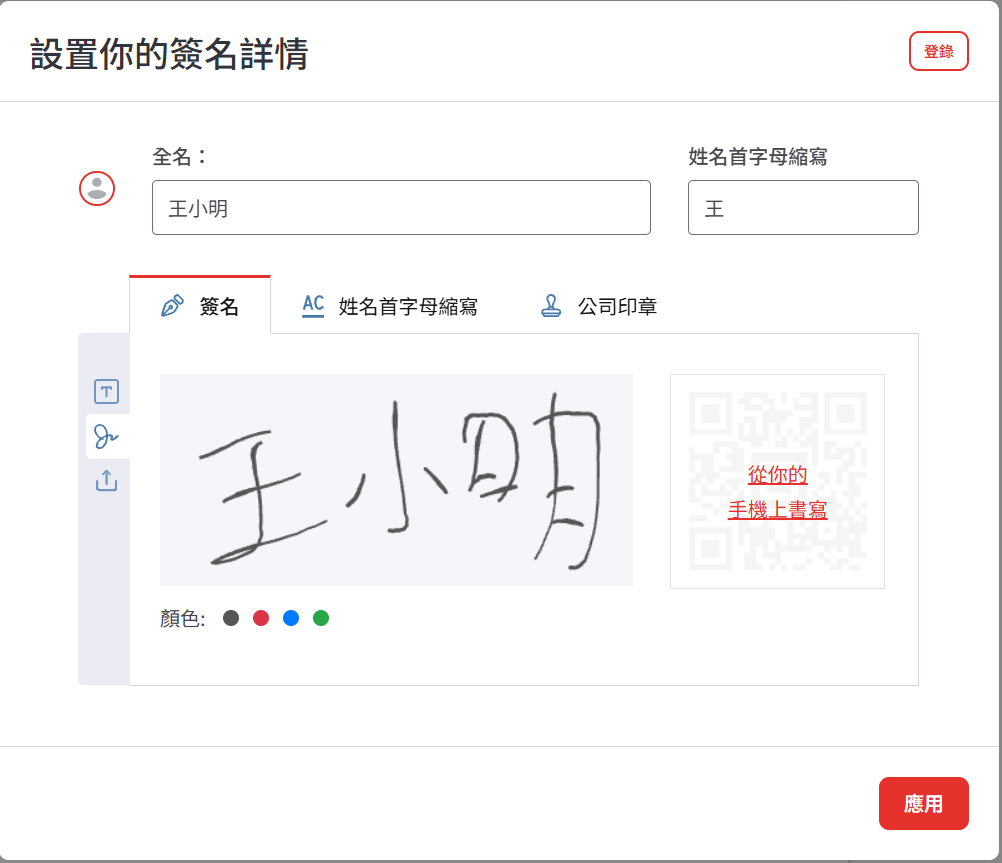 設置你的簽名詳情
登錄
全名：
姓名首字母縮寫
王小明
王
簽名
AC 姓名首字母縮寫
公司印章
T
王小明
從你的
手機上書寫
顏色:
應用